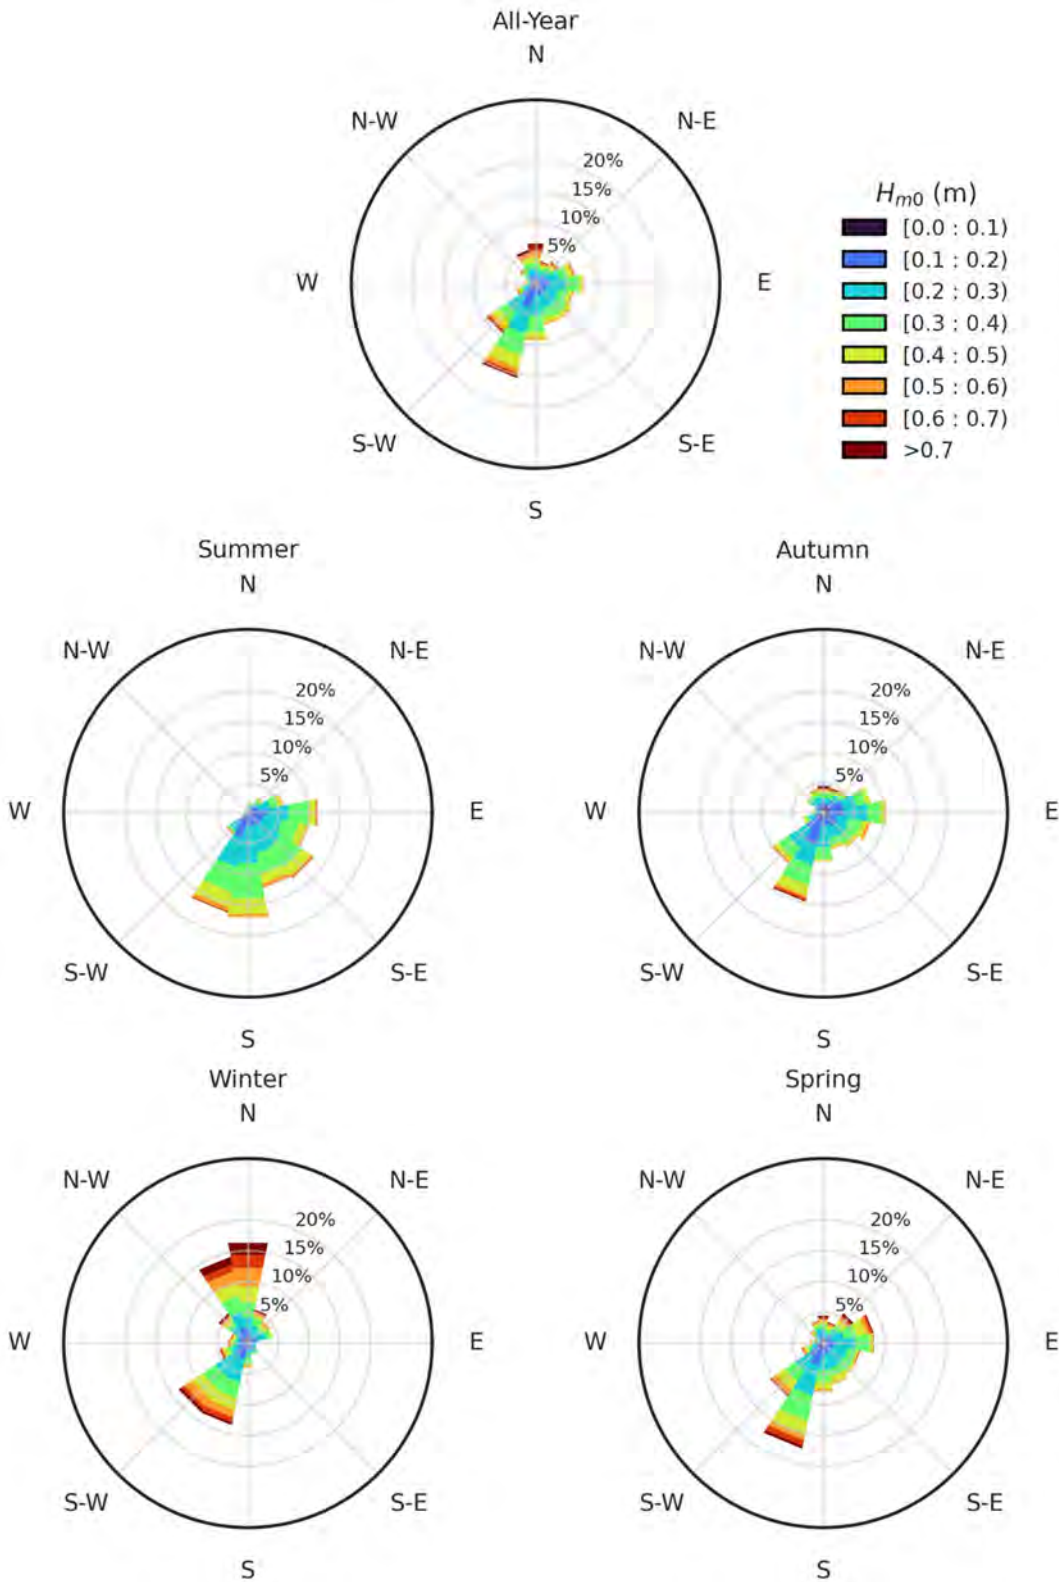 All-Year
N
N-W
N-E
20%
15%
10%
5%
W
E
S-W
S-E
S
H_{m0} (m)
[0.0 : 0.1)
[0.1 : 0.2)
[0.2 : 0.3)
[0.3 : 0.4)
[0.4 : 0.5)
[0.5 : 0.6)
[0.6 : 0.7)
>0.7
Summer
N
N-W
N-E
20%
15%
10%
5%
W
E
S-W
S-E
S
Autumn
N
N-W
N-E
20%
15%
10%
5%
W
E
S-W
S-E
S
Winter
N
N-W
N-E
20%
15%
10%
5%
W
E
S-W
S-E
S
Spring
N
N-W
N-E
20%
15%
10%
5%
W
E
S-W
S-E
S